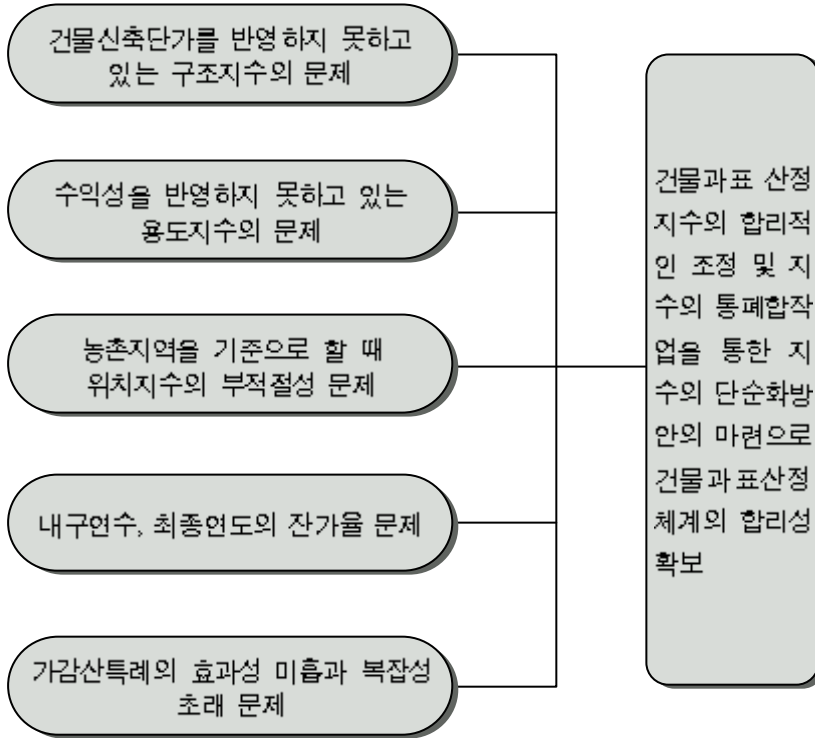 건물신축단가를 반영하지 못하고
있는 구조지수의 문제
수익성을 반영하지 못하고 있는
용도지수의 문제
농촌지역을 기준으로 할 때
위치지수의 부적절성 문제
내구연수, 최종연도의 잔가율 문제
가감산특례의 효과성 미흡과 복잡성
초래 문제
건물과표 산정
지수의 합리적
인 조정 및 지
수의 통폐합작
업을 통한 지
수의 단순화방
안의 마련으로
건물과표산정
체계의 합리성
확보